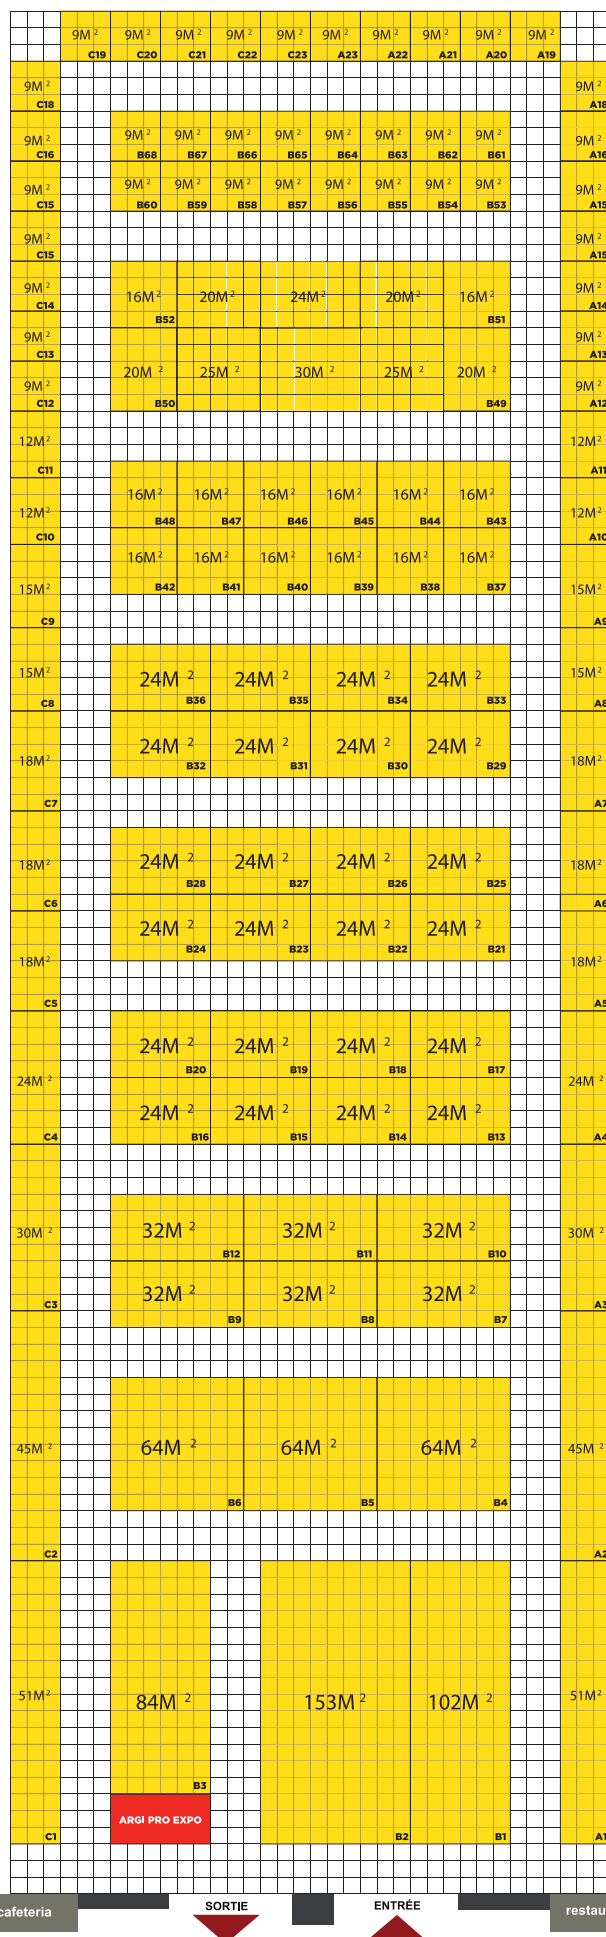 9M² 9M² 9M² 9M² 9M² 9M² 9M² 9M² 9M² 9M²
C19 C20 C21 C22 C23 A23 A22 A21 A20 A19
9M² 9M²
C18 A18
9M² 9M² 9M² 9M² 9M² 9M² 9M² 9M² 9M² 9M²
C16 B68 B67 B66 B65 B64 B63 B62 B61 A16
9M² 9M² 9M² 9M² 9M² 9M² 9M² 9M² 9M² 9M²
C15 B60 B59 B58 B57 B56 B55 B54 B53 A15
9M² 9M²
C15 A15
9M² 16M² 20M² 24M² 20M² 16M² 9M²
C14 B52 B51 A14
9M² 9M²
C13 A13
9M² 20M² 25M² 30M² 25M² 20M² 9M²
C12 B50 B49 A12
12M² 12M²
C11 A11
16M² 16M² 16M² 16M² 16M² 16M²
12M² B48 B47 B46 B45 B44 B43 12M²
C10 A10
16M² 16M² 16M² 16M² 16M² 16M²
15M² B42 B41 B40 B39 B38 B37 15M²
C9 A9
15M² 24M² 24M² 24M² 24M² 15M²
C8 B36 B35 B34 B33 A8
18M² 24M² 24M² 24M² 24M² 18M²
B32 B31 B30 B29
C7 A7
18M² 24M² 24M² 24M² 24M² 18M²
B28 B27 B26 B25
C6 A6
24M² 24M² 24M² 24M²
18M² B24 B23 B22 B21 18M²
C5 A5
24M² 24M² 24M² 24M²
24M² B20 B19 B18 B17 24M²
24M² 24M² 24M² 24M²
C4 B16 B15 B14 B13 A4
30M² 32M² 32M² 32M² 30M²
B12 B11 B10
32M² 32M² 32M²
C3 B9 B8 B7 A3
45M² 64M² 64M² 64M² 45M²
B6 B5 B4
C2 A2
51M² 84M² 153M² 102M² 51M²
B3
ARGI PRO EXPO
C1 B2 B1 A1
cafeteria SORTIE ENTRÉE restau